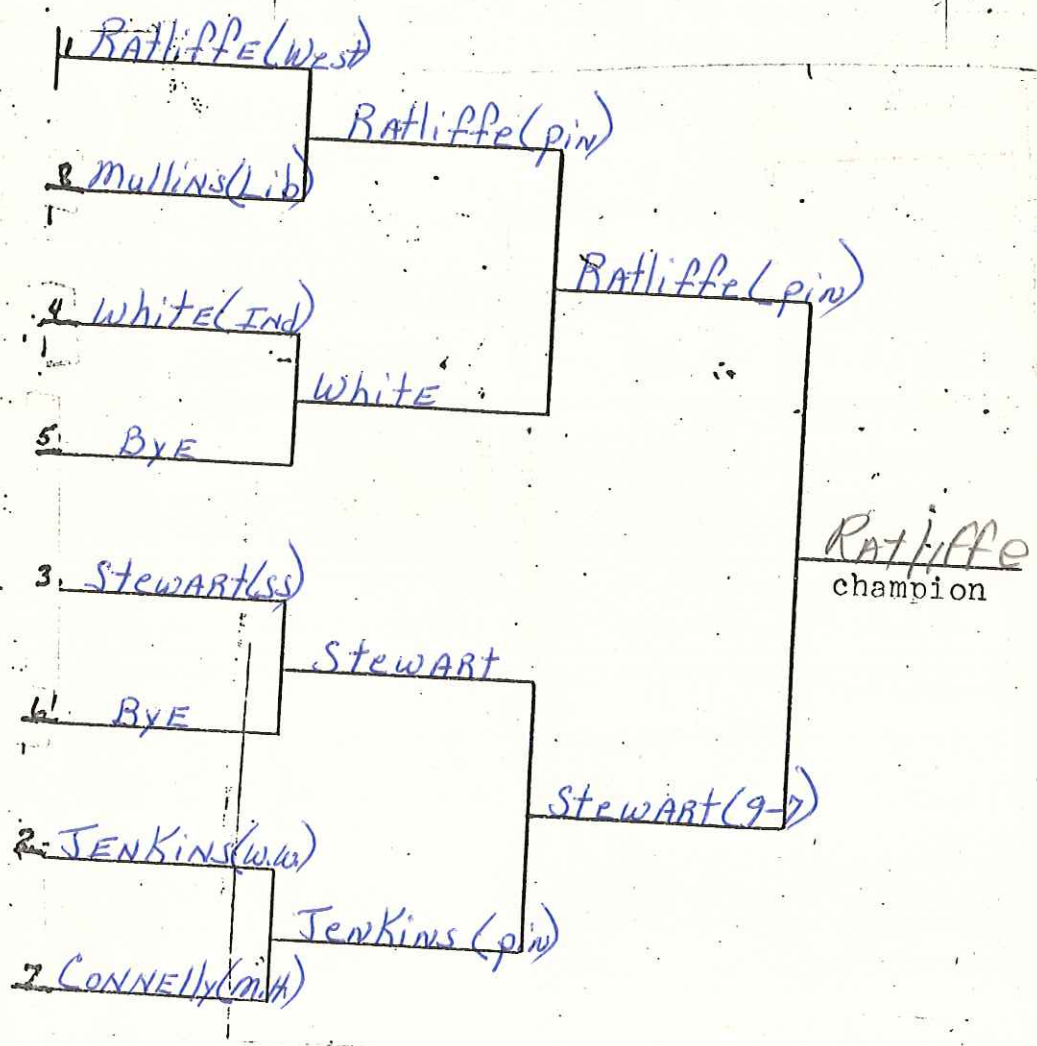 1 RAtliffE(West)
RAtliffe(piN)
8 MulliNs(Lib)
RAtliffe(piN)
4 WhitE(INd)
WhitE
5. ByE
RAtliffe
champion
3. StewARt(SS)
StewARt
6 ByE
StewARt(9-7)
2. JENKiNs(W.W.)
JeNKiNs (piN)
7 CONNElly(M.H.)